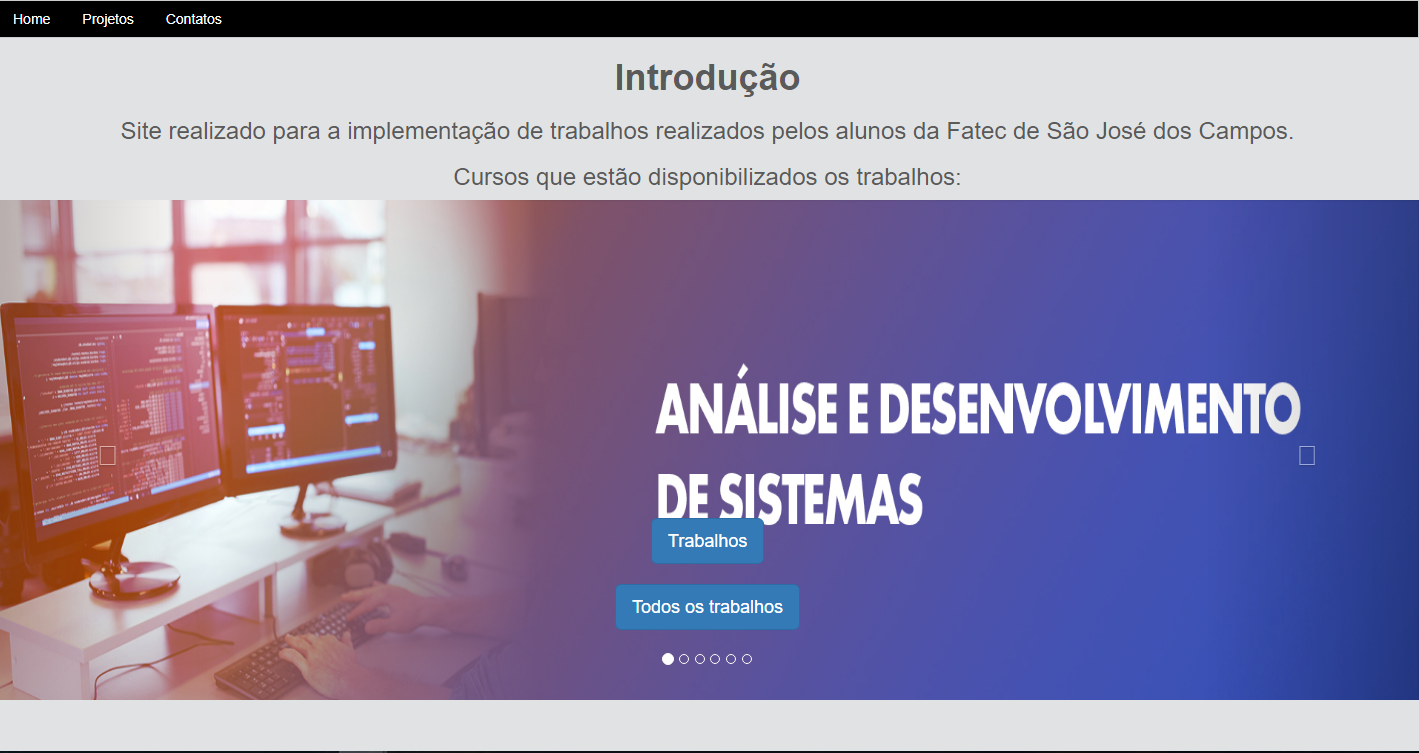 Home Projetos Contatos
Introdução
Site realizado para a implementação de trabalhos realizados pelos alunos da Fatec de São José dos Campos.
Cursos que estão disponibilizados os trabalhos:
ANÁLISE E DESENVOLVIMENTO
DE SISTEMAS
Trabalhos
Todos os trabalhos